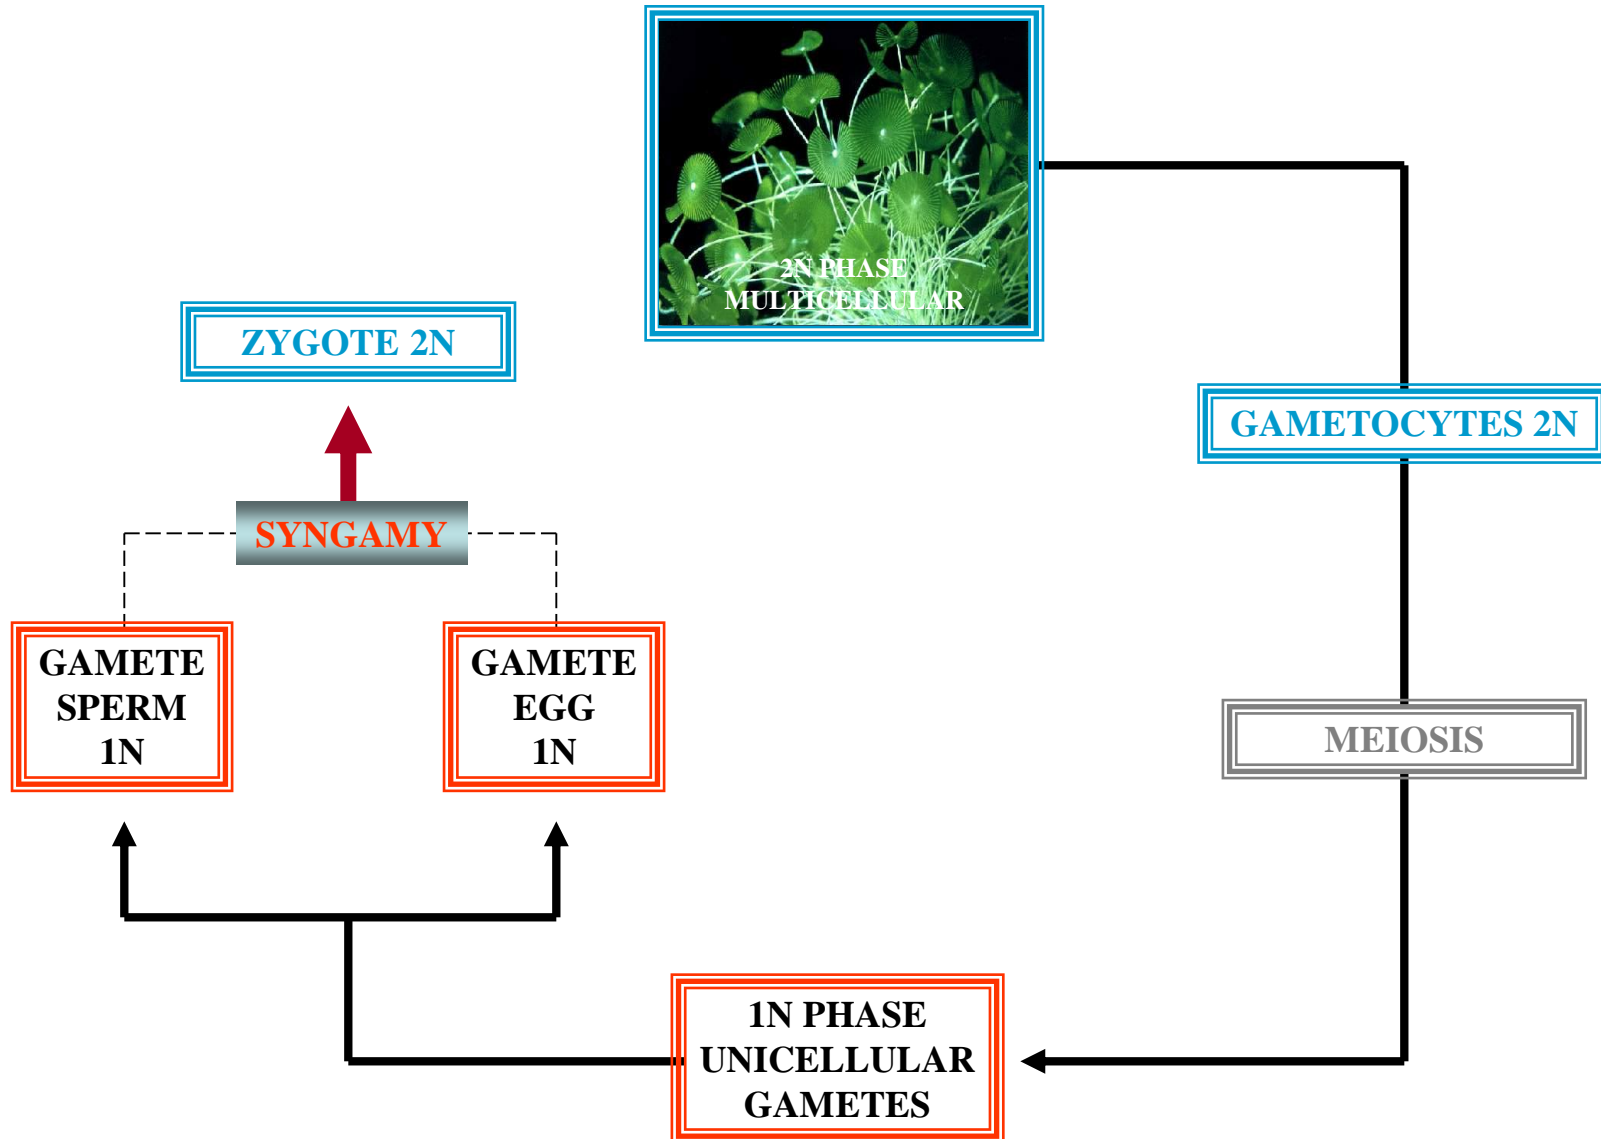 2N PHASE
MULTICELLULAR
ZYGOTE 2N
GAMETOCYTES 2N
SYNGAMY
GAMETE
SPERM
1N
GAMETE
EGG
1N
MEIOSIS
1N PHASE
UNICELLULAR
GAMETES